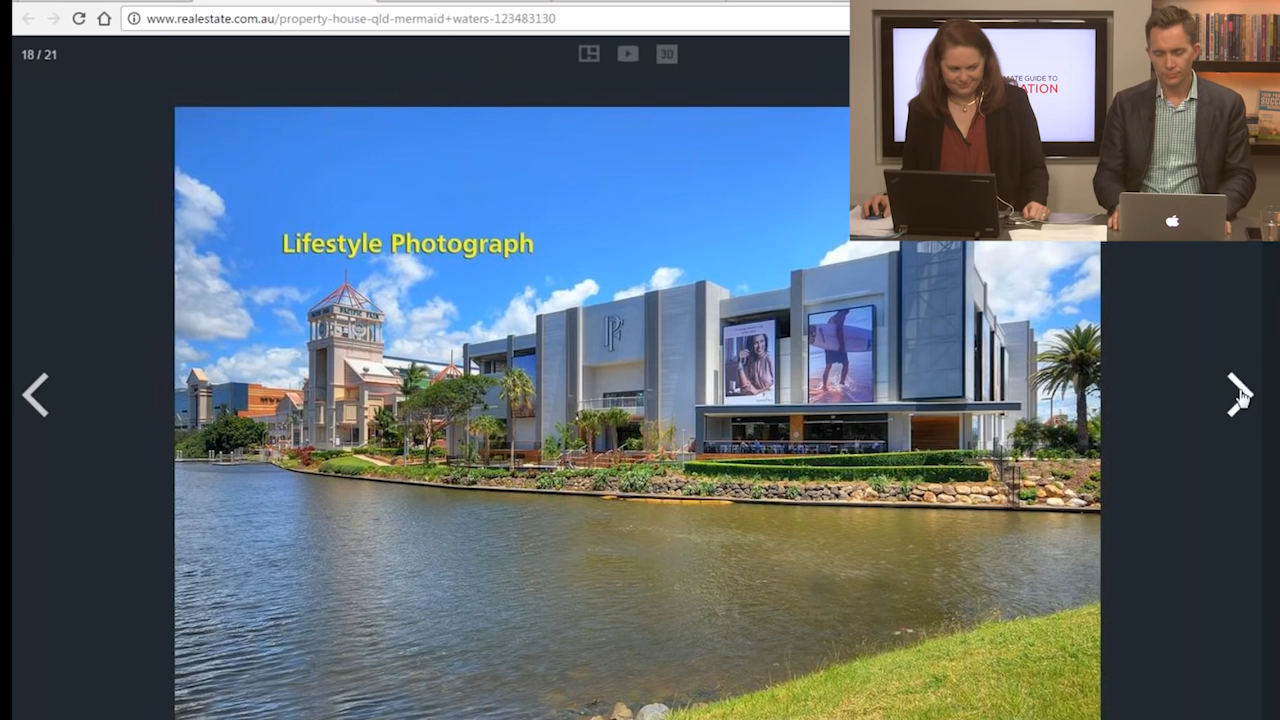 www.realestate.com.au/property-house-qld-mermaid+waters-123483130
18 / 21
3D
MATE GUIDE TO
ATION
Lifestyle Photograph
PACIFIC FAIR